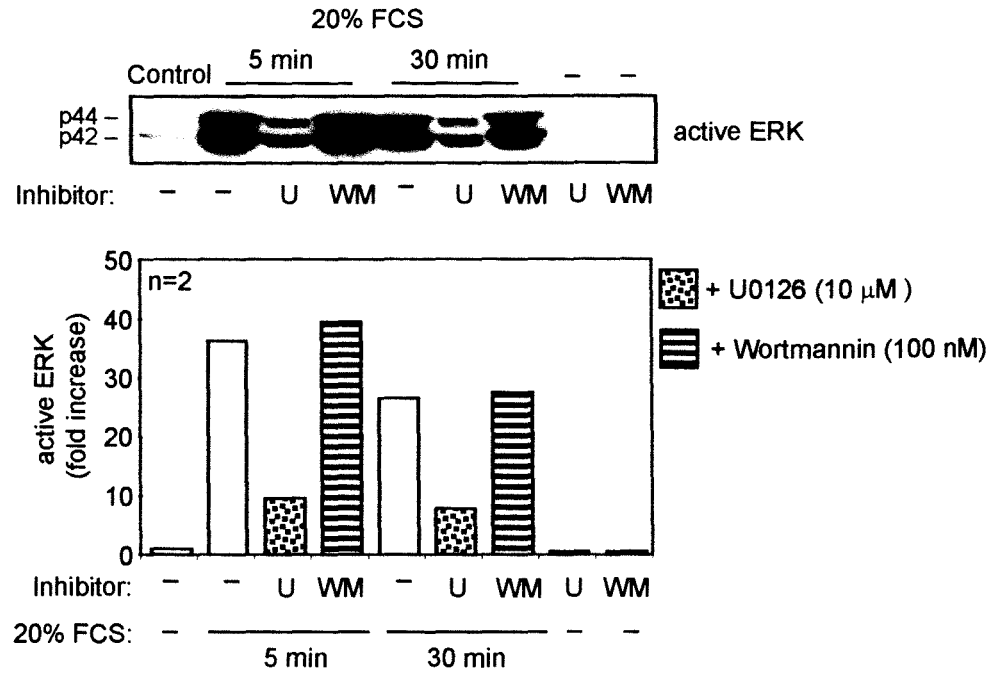 20% FCS
Control 5 min 30 min – –
p44 –
p42 –
active ERK
Inhibitor: – – U WM – U WM U WM
n=2
active ERK
(fold increase)
50
40
30
20
10
0
+ U0126 (10 μM )
+ Wortmannin (100 nM)
Inhibitor: – – U WM – U WM U WM
20% FCS: – 5 min 30 min – –